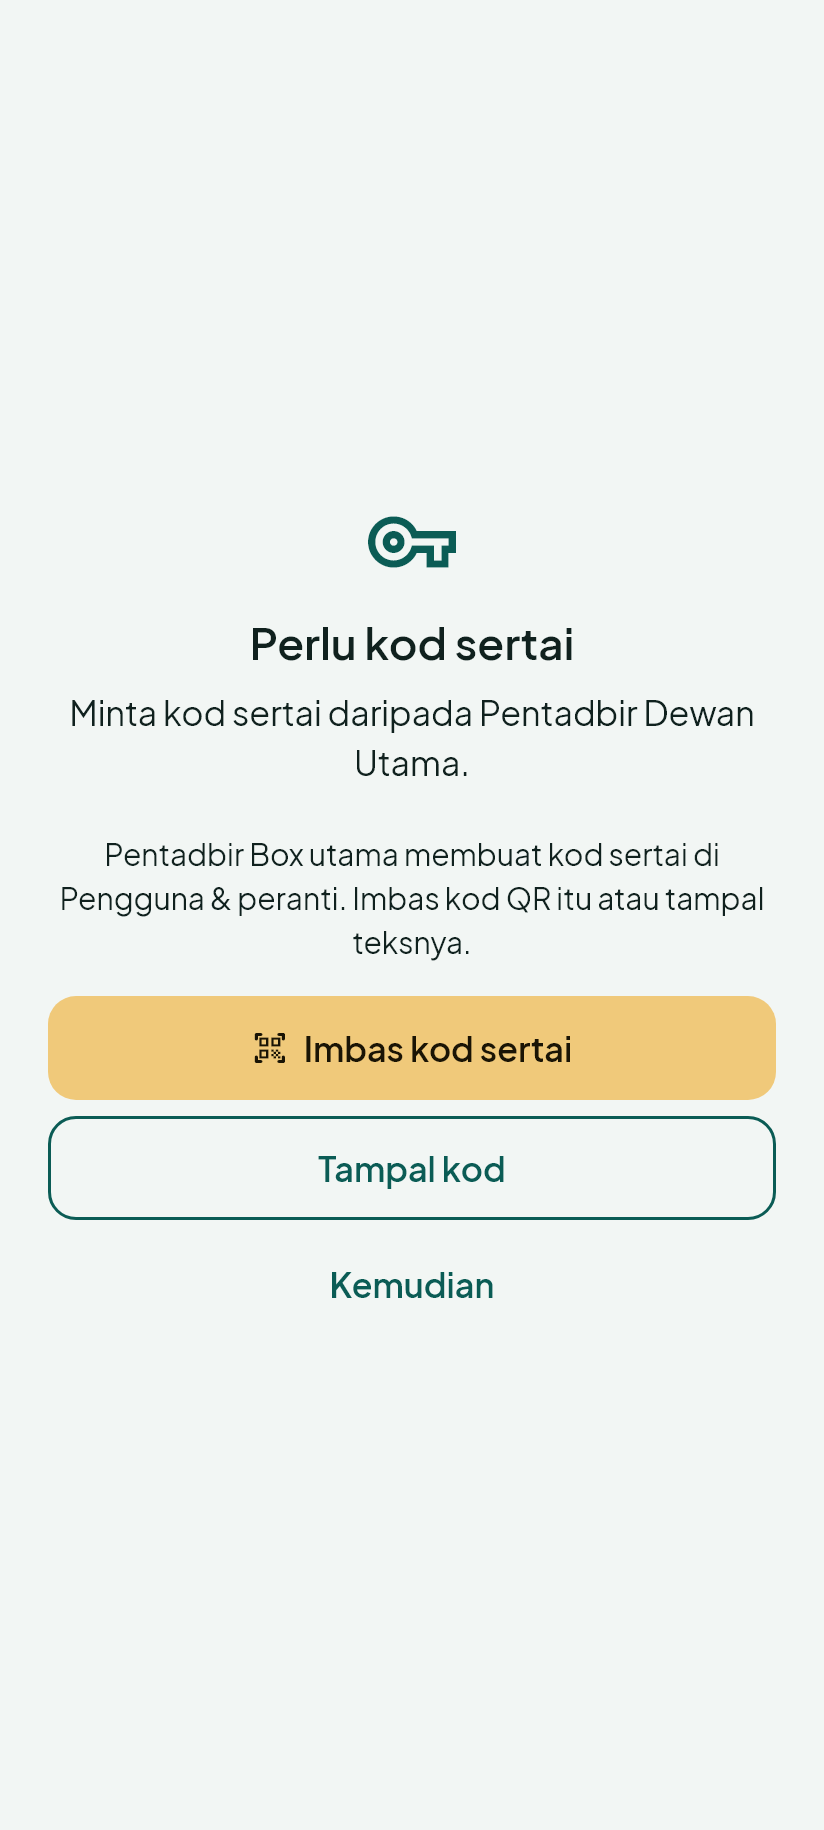 Perlu kod sertai
Minta kod sertai daripada Pentadbir Dewan
Utama.
Pentadbir Box utama membuat kod sertai di
Pengguna & peranti. Imbas kod QR itu atau tampal
teksnya.
Imbas kod sertai
Tampal kod
Kemudian